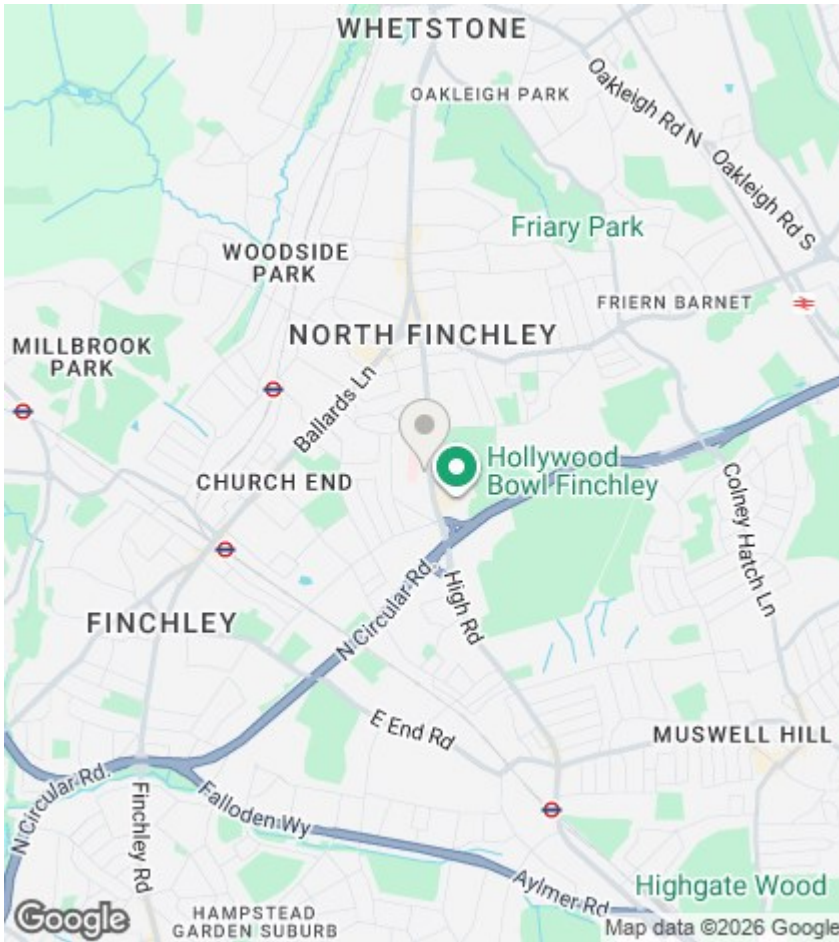 WHETSTONE
OAKLEIGH PARK
Oakleigh Rd N
Oakleigh Rd S
Friary Park
WOODSIDE
PARK
FRIERN BARNET
NORTH FINCHLEY
MILLBROOK
PARK
Ballards Ln
Hollywood
Bowl Finchley
CHURCH END
Colney Hatch Ln
N Circular Rd.
High Rd
FINCHLEY
E End Rd
MUSWELL HILL
N Circular Rd.
Falloden Wy
Finchley Rd
Aylmer Rd
Highgate Wood
HAMPSTEAD
GARDEN SUBURB
Google
Map data ©2026 Google